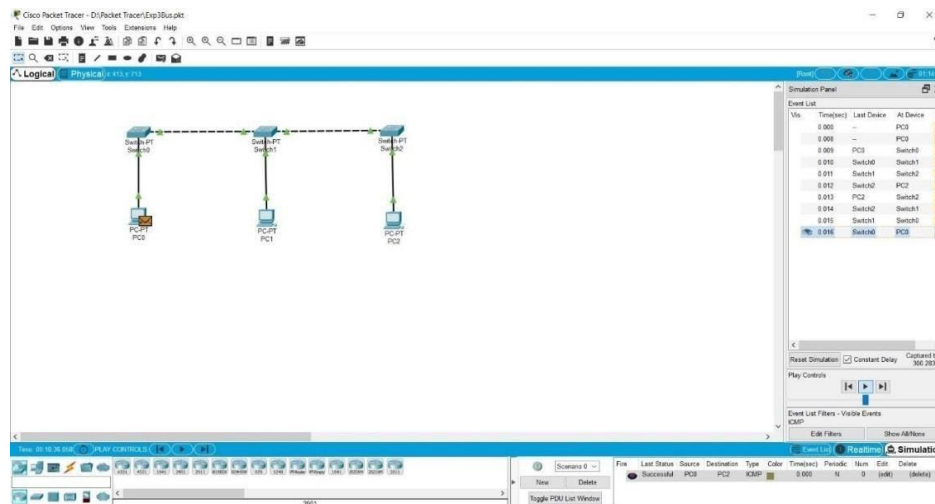 Cisco Packet Tracer - D:\Packet Tracer\Exp3Bus.pkt
File Edit Options View Tools Extensions Help
Logical Physical x: 413, y: 713
[Root]
Switch-PT
Switch0
Switch-PT
Switch1
Switch-PT
Switch2
PC-PT
PC0
PC-PT
PC1
PC-PT
PC2
Simulation Panel
Event List
Vis. Time(sec) Last Device At Device
0.000 -- PC0
0.008 -- PC0
0.009 PC0 Switch0
0.010 Switch0 Switch1
0.011 Switch1 Switch2
0.012 Switch2 PC2
0.013 PC2 Switch2
0.014 Switch2 Switch1
0.015 Switch1 Switch0
0.016 Switch0 PC0
Reset Simulation Constant Delay Captured
300.283
Play Controls
Event List Filters - Visible Events
ICMP
Edit Filters Show All/None
PLAY CONTROLS
Event List Realtime Simulatio
Scenario 0
New Delete
Toggle PDU List Window
Fire Last Status Source Destination Type Color Time(sec) Periodic Num Edit Delete
Successful PC0 PC2 ICMP 0.000 N 0 (edit) (delete)